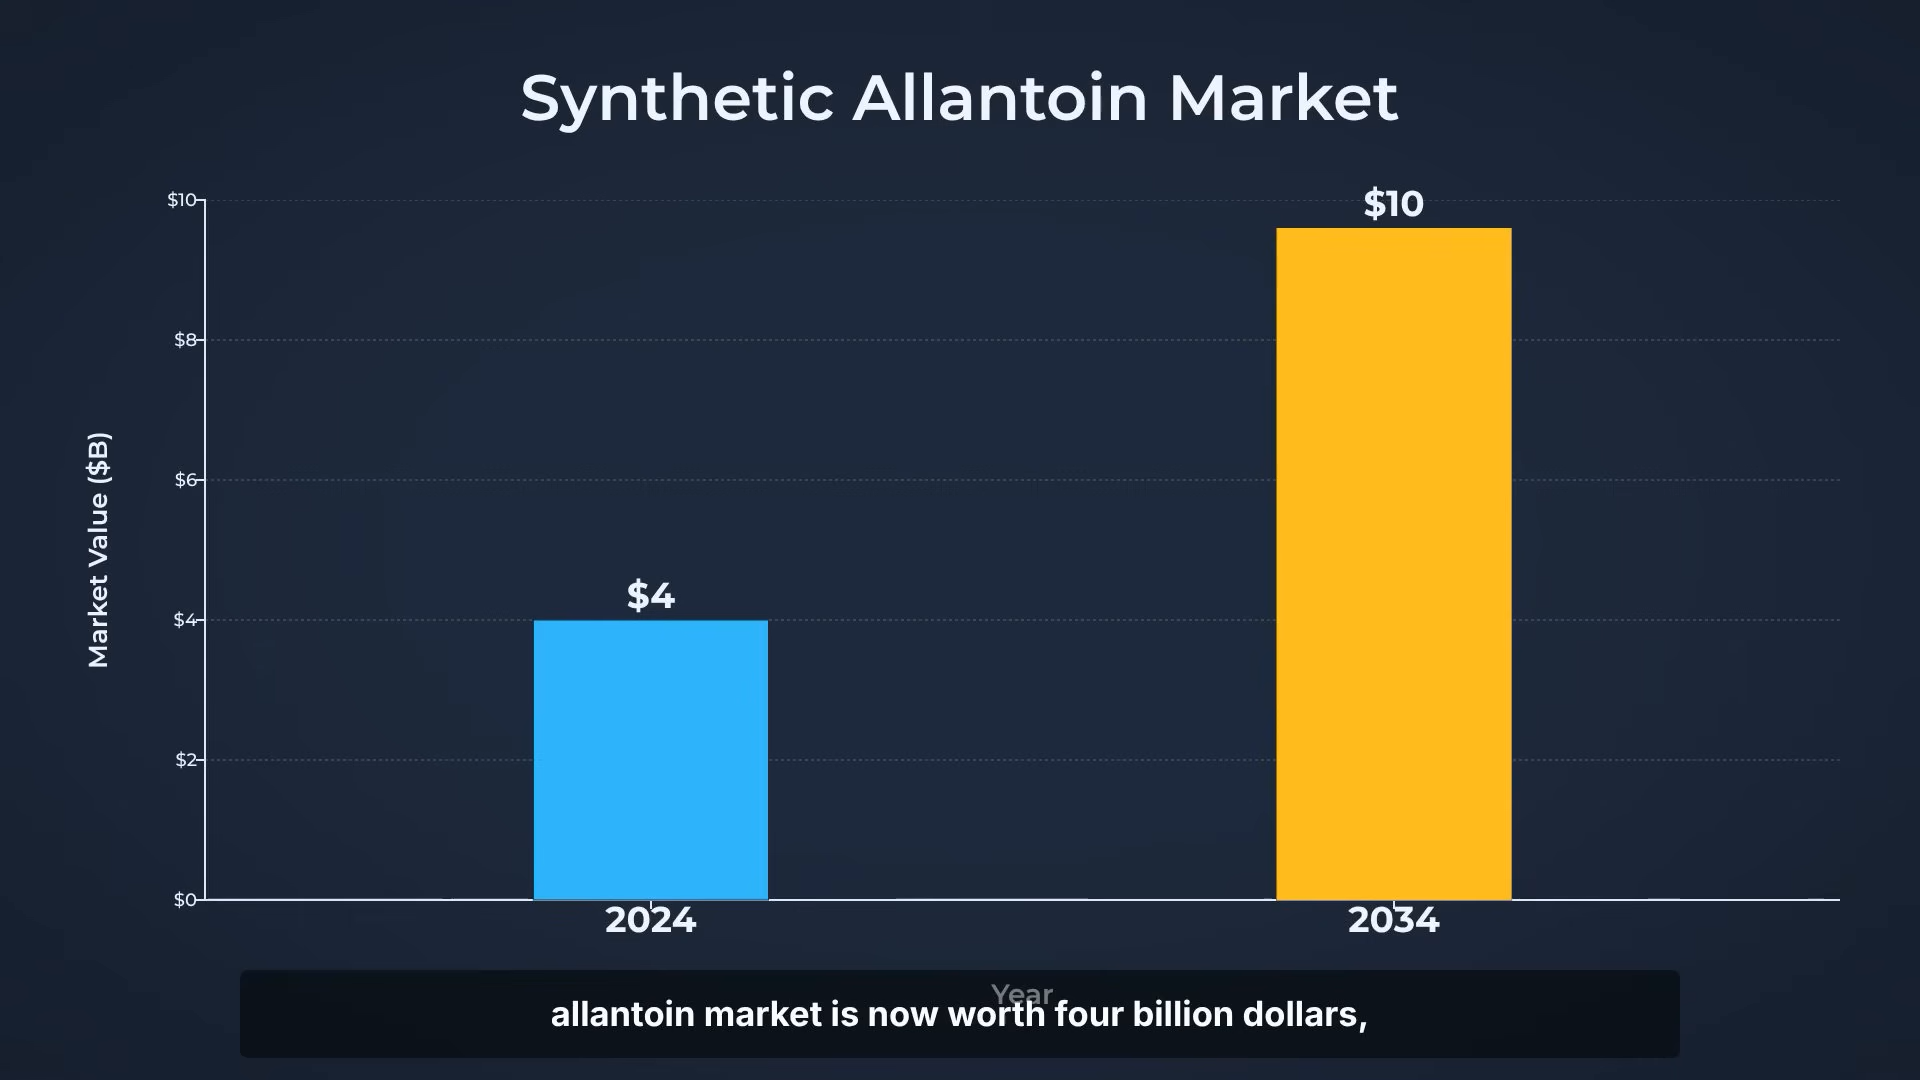 Synthetic Allantoin Market
Market Value ($B)
$10
$8
$6
$4
$2
$0
$4
$10
2024
2034
Year
allantoin market is now worth four billion dollars,